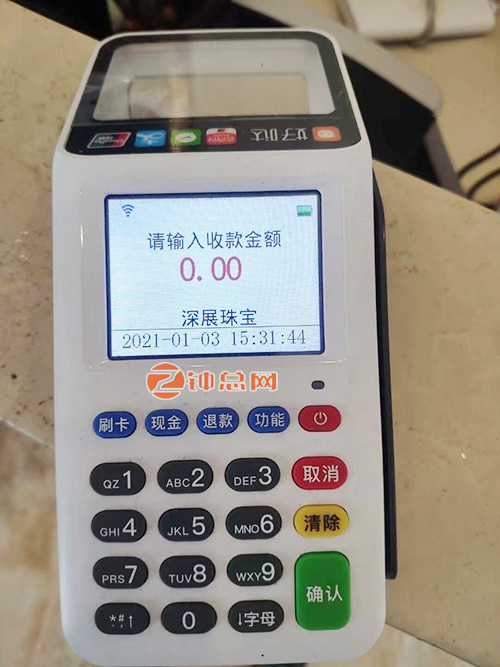 好哒
请输入收款金额
0.00
深展珠宝
2021-01-03 15:31:44
钟总网
刷卡 现金 退款 功能
QZ1 ABC2 DEF3 取消
GHI4 JKL5 MNO6 清除
PRS7 TUV8 WXY9 确认
*#↑ 0 ↓字母